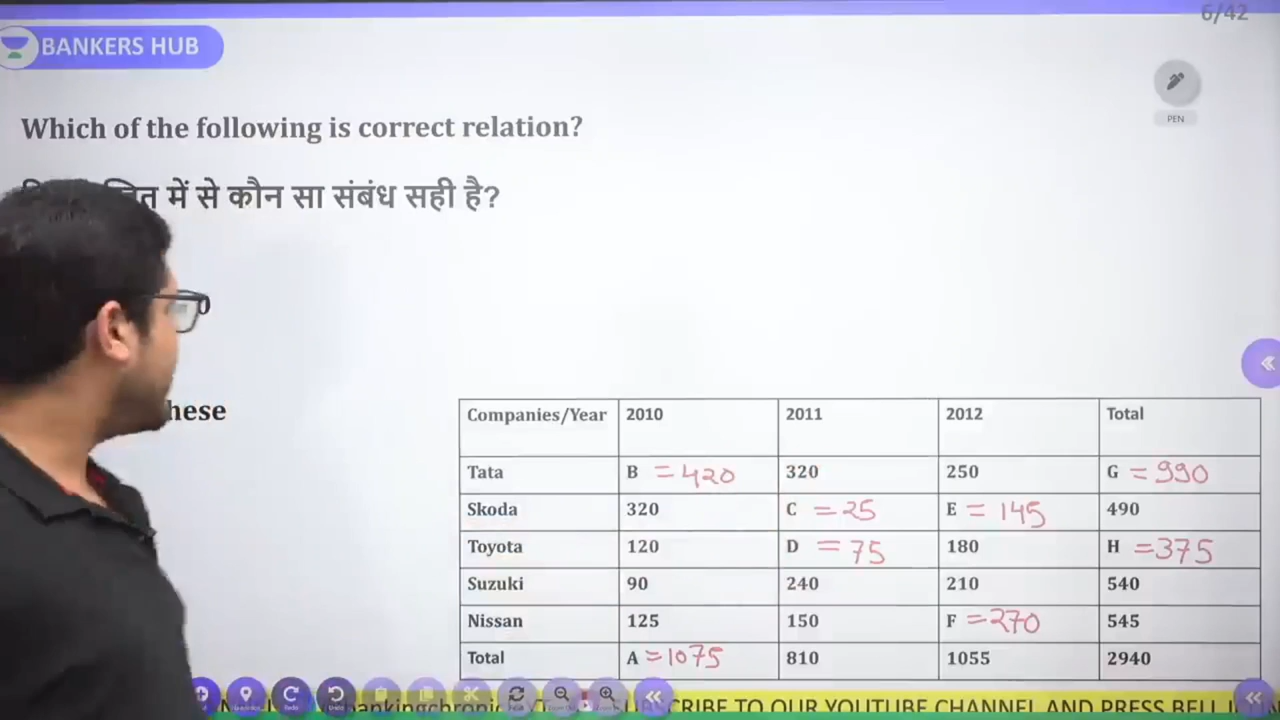 6/42
BANKERS HUB
PEN
Which of the following is correct relation?
में से कौन सा संबंध सही है?
Companies/Year 2010 2011 2012 Total
Tata B = 420 320 250 G = 990
Skoda 320 C = 25 E = 145 490
Toyota 120 D = 75 180 H = 375
Suzuki 90 240 210 540
Nissan 125 150 F = 270 545
Total A = 1075 810 1055 2940
TO OUR YOUTUBE CHANNEL AND PRESS BELL